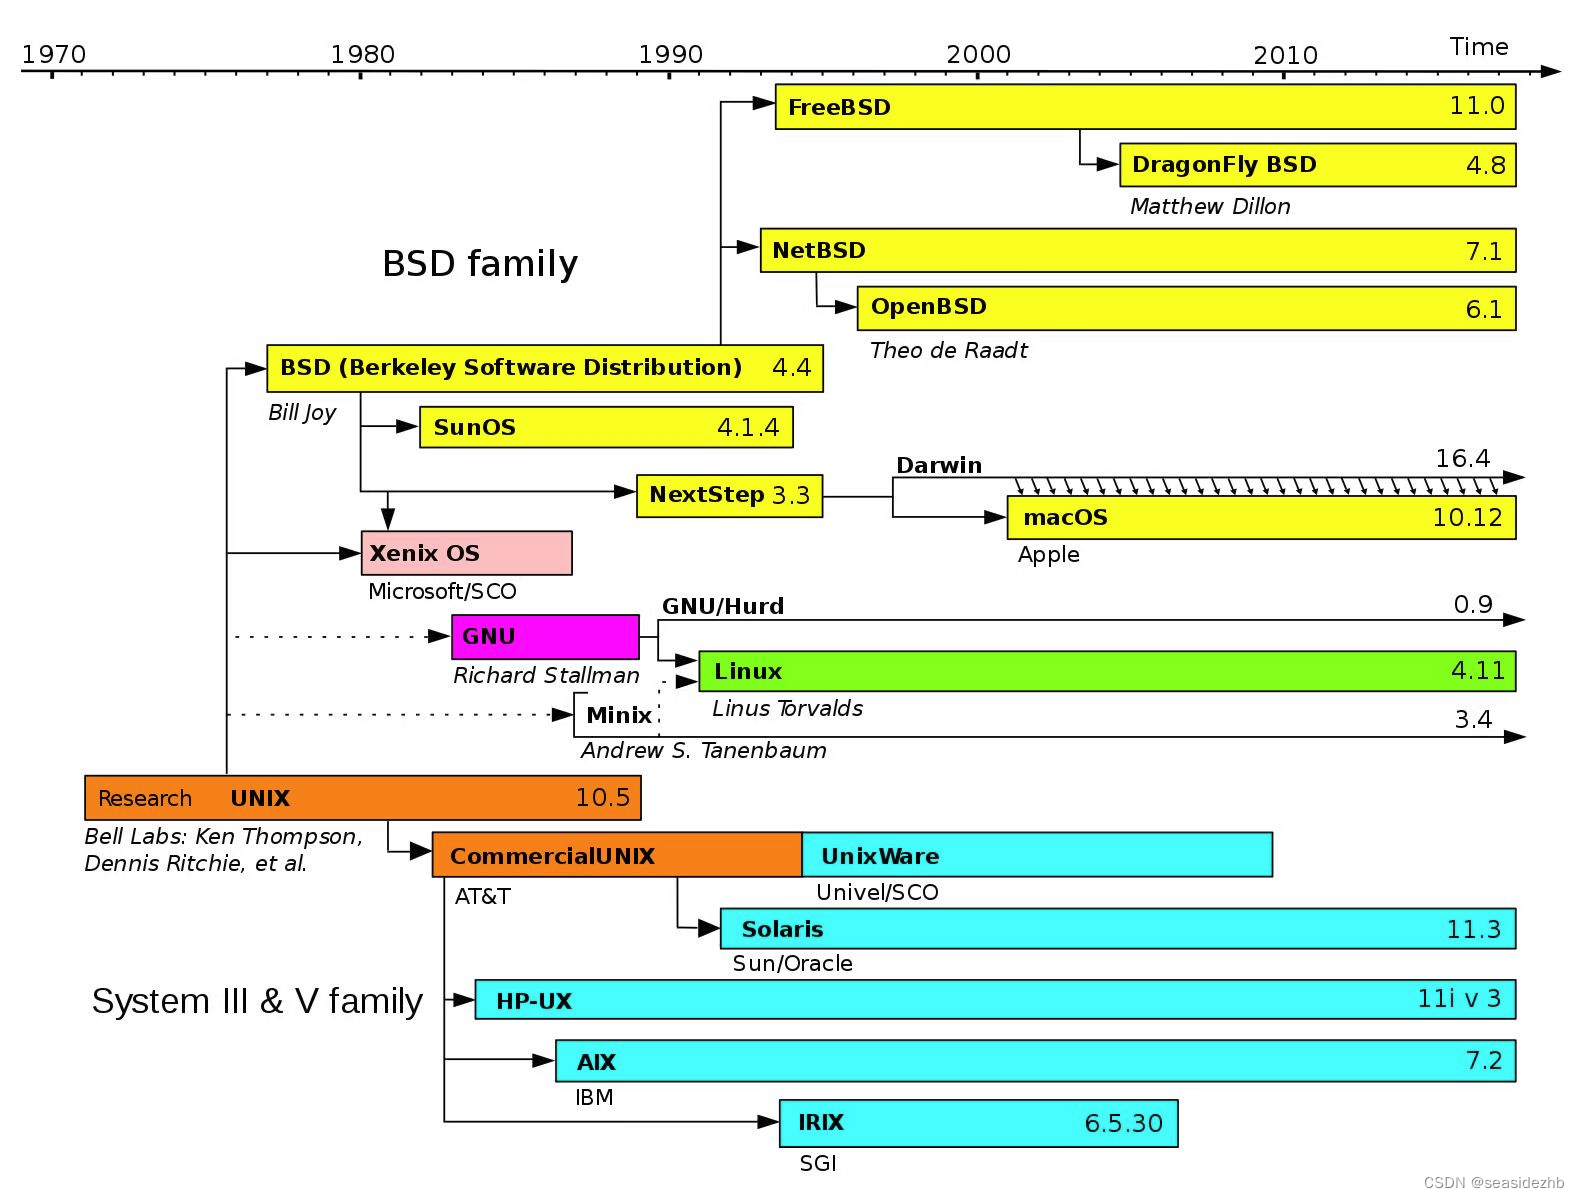 1970 1980 1990 2000 2010 Time
FreeBSD 11.0
DragonFly BSD 4.8
Matthew Dillon
NetBSD 7.1
BSD family
OpenBSD 6.1
Theo de Raadt
BSD (Berkeley Software Distribution) 4.4
Bill Joy
SunOS 4.1.4
Darwin 16.4
NextStep 3.3
macOS 10.12
Apple
Xenix OS
Microsoft/SCO
GNU/Hurd 0.9
GNU
Richard Stallman
Linux 4.11
Linus Torvalds
Minix 3.4
Andrew S. Tanenbaum
Research UNIX 10.5
Bell Labs: Ken Thompson,
Dennis Ritchie, et al.
CommercialUNIX UnixWare
AT&T Univel/SCO
Solaris 11.3
Sun/Oracle
System III & V family
HP-UX 11i v 3
AIX 7.2
IBM
IRIX 6.5.30
SGI
CSDN @seasidezhb